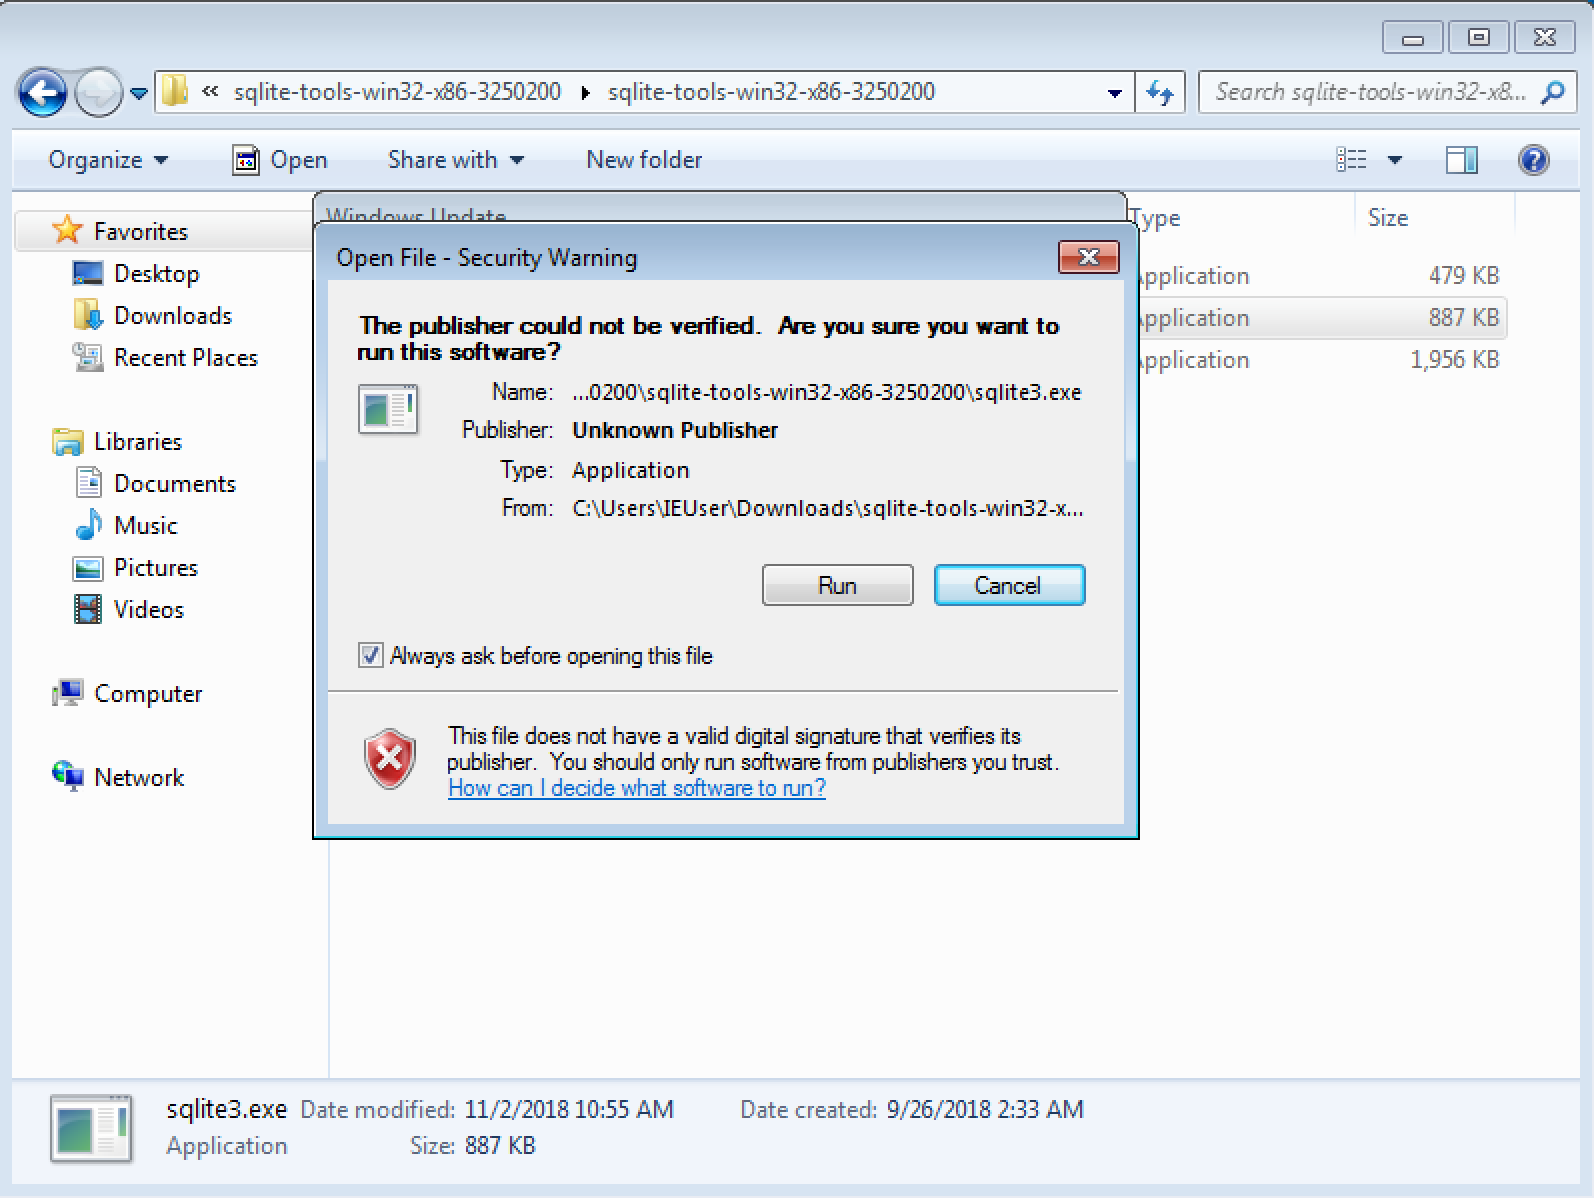 « sqlite-tools-win32-x86-3250200 ▸ sqlite-tools-win32-x86-3250200
Search sqlite-tools-win32-x8...
Organize Open Share with New folder
Windows Update
Type Size
Favorites
Desktop
Downloads
Recent Places
Libraries
Documents
Music
Pictures
Videos
Computer
Network
Open File - Security Warning
The publisher could not be verified. Are you sure you want to
run this software?
Name: ...0200\sqlite-tools-win32-x86-3250200\sqlite3.exe
Publisher: Unknown Publisher
Type: Application
From: C:\Users\IEUser\Downloads\sqlite-tools-win32-x...
Run Cancel
Always ask before opening this file
This file does not have a valid digital signature that verifies its
publisher. You should only run software from publishers you trust.
How can I decide what software to run?
Application 479 KB
Application 887 KB
Application 1,956 KB
sqlite3.exe Date modified: 11/2/2018 10:55 AM Date created: 9/26/2018 2:33 AM
Application Size: 887 KB